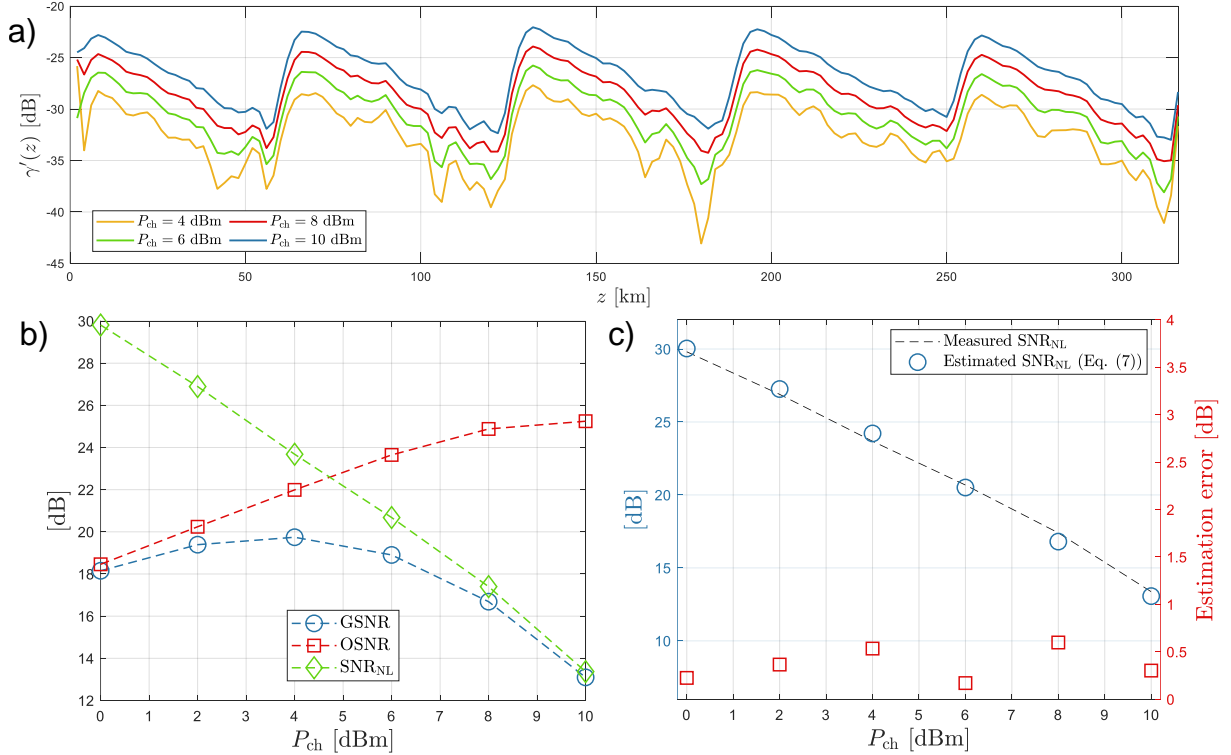 a)
-20
-25
-30
-35
-40
-45
γ′(z) [dB]
P_ch = 4 dBm P_ch = 8 dBm
P_ch = 6 dBm P_ch = 10 dBm
0 50 100 150 200 250 300
z [km]
b)
30
28
26
24
22
20
18
16
14
12
[dB]
GSNR
OSNR
SNR_NL
0 1 2 3 4 5 6 7 8 9 10
P_ch [dBm]
c)
30
25
20
15
10
[dB]
Measured SNR_NL
Estimated SNR_NL (Eq. (7))
4
3.5
3
2.5
2
1.5
1
0.5
0
Estimation error [dB]
0 1 2 3 4 5 6 7 8 9 10
P_ch [dBm]